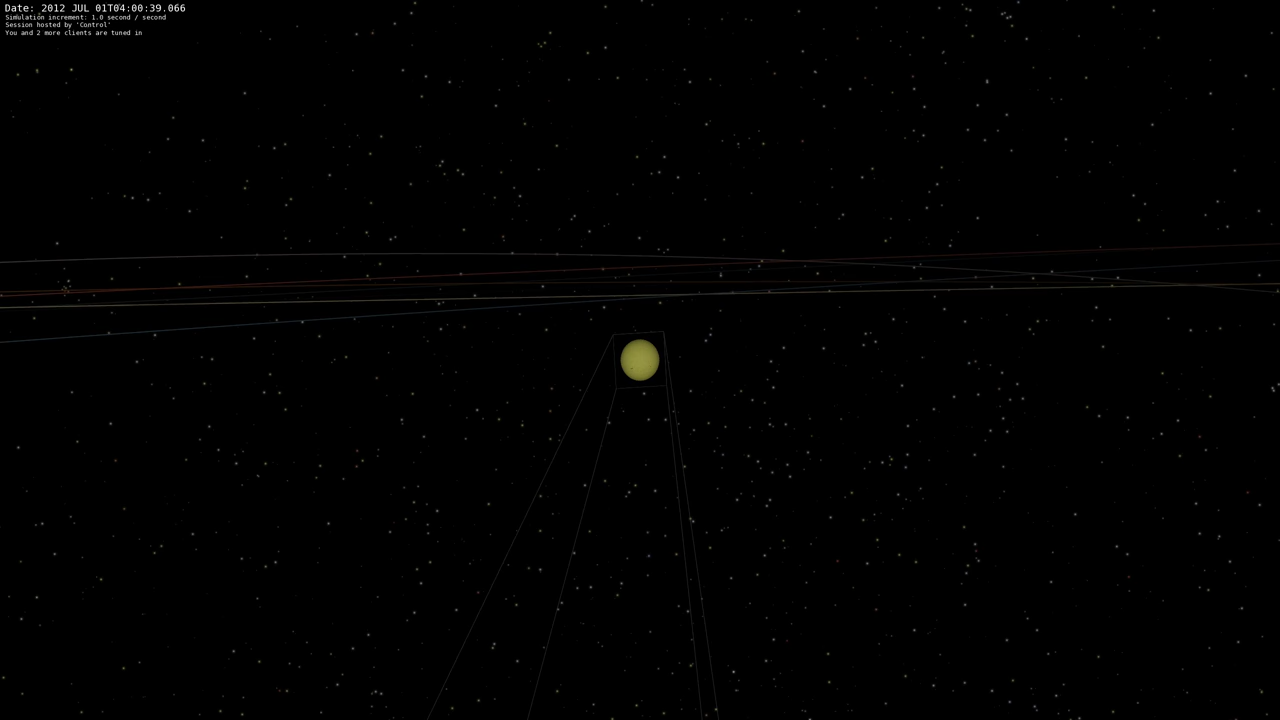 Date: 2012 JUL 01T04:00:39.066
Simulation increment: 1.0 second / second
Session hosted by 'Control'
You and 2 more clients are tuned in